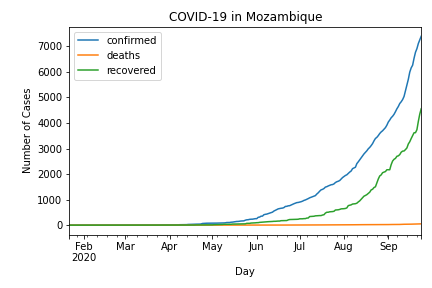 COVID-19 in Mozambique
confirmed
deaths
recovered
Number of Cases
7000
6000
5000
4000
3000
2000
1000
0
Feb Mar Apr May Jun Jul Aug Sep
2020
Day